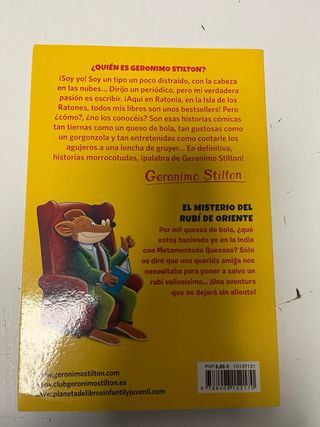 ¿QUIÉN ES GERONIMO STILTON?
¡Soy yo! Soy un tipo un poco distraído, con la cabeza
en las nubes... Dirijo un periódico, pero mi verdadera
pasión es escribir. ¡Aquí en Ratonia, en la Isla de los
Ratones, todos mis libros son unos bestsellers! Pero
¿cómo?, ¿no los conocéis? Son esas historias cómicas
tan tiernas como un queso de bola, tan gustosas como
un gorgonzola y tan entretenidas como contarle los
agujeros a una loncha de gruyer... En definitiva,
historias morrocotudas, ¡palabra de Geronimo Stilton!
Geronimo Stilton
EL MISTERIO DEL
RUBÍ DE ORIENTE
Por mil quesos de bola, ¿qué
estoy haciendo yo en la India
con Metomentodo Quesoso? Sólo
os diré que una querida amiga nos
necesitaba para poner a salvo un
rubí valiosísimo... ¡Una aventura
que os dejará sin aliento!
www.geronimostilton.com
www.clubgeronimostilton.es
www.planetadelibrosinfantilyjuvenil.com
PVP 8,95 € 10137121